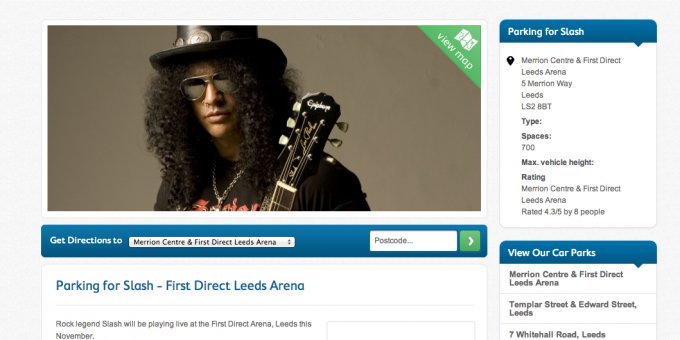 view map
Epiphone
Get Directions to
Merrion Centre & First Direct Leeds Arena
Postcode...
Parking for Slash - First Direct Leeds Arena
Rock legend Slash will be playing live at the First Direct Arena, Leeds this
November.
Parking for Slash
Merrion Centre & First Direct
Leeds Arena
5 Merrion Way
Leeds
LS2 8BT
Type:
Spaces:
700
Max. vehicle height:
Rating
Merrion Centre & First Direct
Leeds Arena
Rated 4.3/5 by 8 people
View Our Car Parks
Merrion Centre & First Direct
Leeds Arena
Templar Street & Edward Street,
Leeds
7 Whitehall Road, Leeds